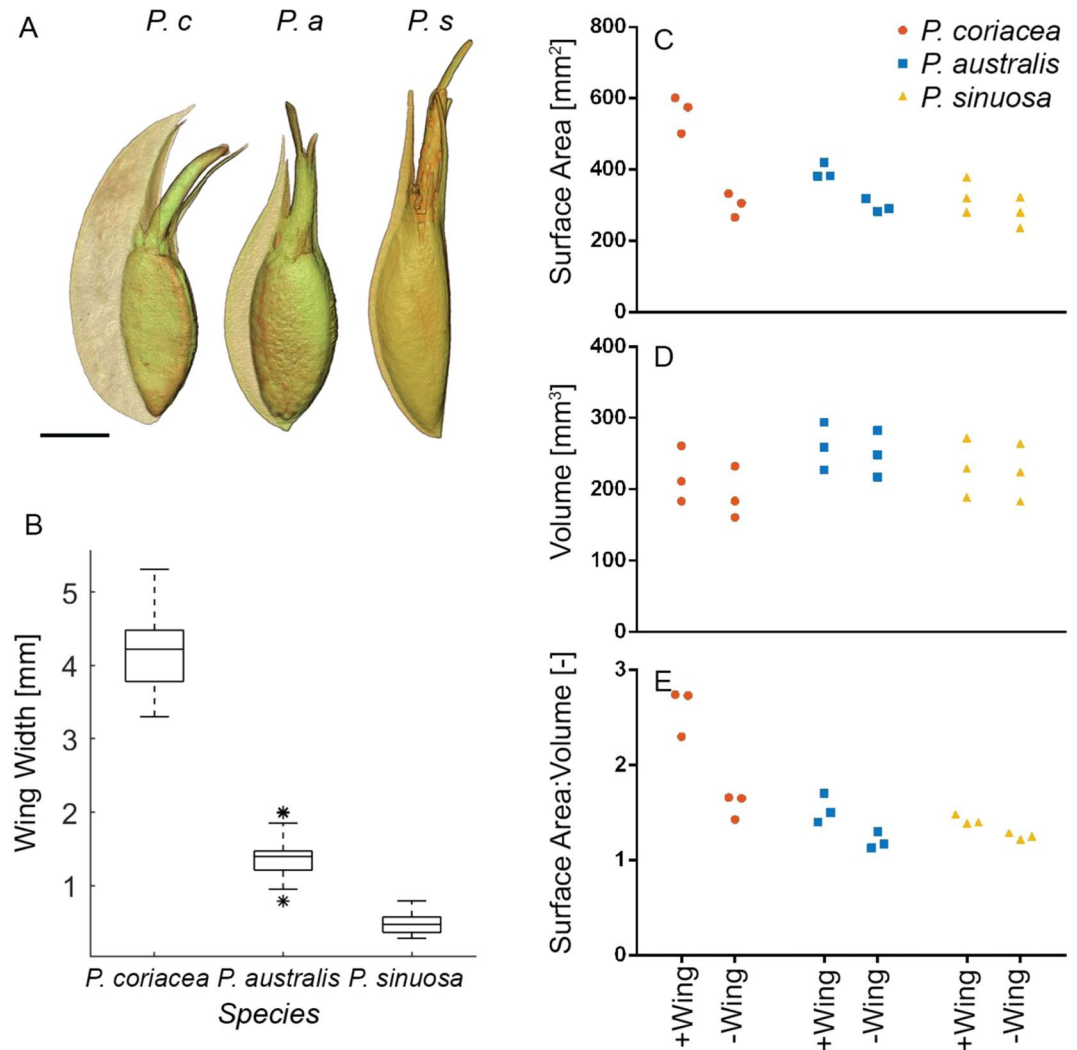 A
P. c
P. a
P. s
B
Wing Width [mm]
5
4
3
2
1
P. coriacea
P. australis
P. sinuosa
Species
C
P. coriacea
P. australis
P. sinuosa
Surface Area [mm²]
800
600
400
200
0
D
Volume [mm³]
400
300
200
100
0
E
Surface Area:Volume [-]
3
2
1
0
+Wing
-Wing
+Wing
-Wing
+Wing
-Wing